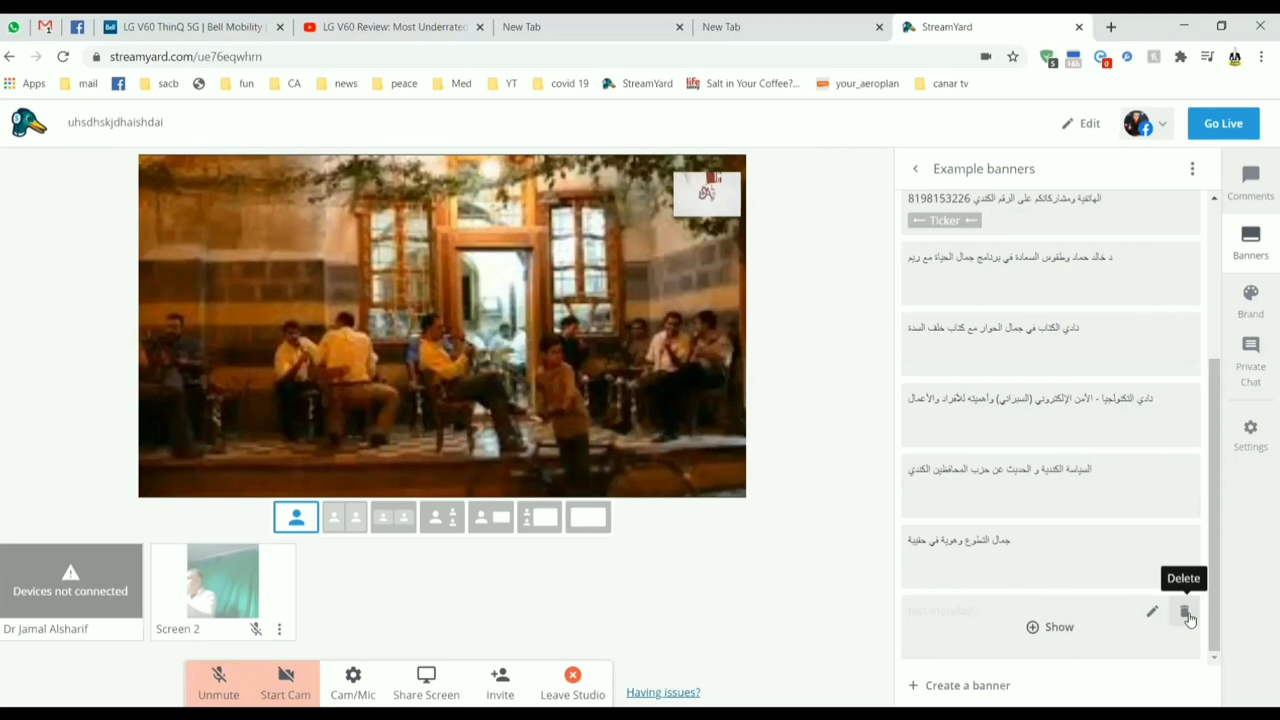 LG V60 ThinQ 5G | Bell Mobility
LG V60 Review: Most Underrated
New Tab
New Tab
StreamYard
streamyard.com/ue76eqwhrn
5
16h
0
Apps
mail
sacb
fun
CA
news
peace
Med
YT
covid 19
StreamYard
Salt in Your Coffee?...
your_aeroplan
canar tv
uhsdhskjdhaishdai
Edit
Go Live
Example banners
الهاتفية ومشاركاتكم على الرقم الكندي 8198153226
Ticker
د خالد حماد وطقوس السعادة في برنامج جمال الحياة مع ريم
نادي الكتاب في جمال الحوار مع كتاب خلف السدة
نادي التكنولجيا - الأمن الإلكتروني (السبراني) وأهميته للأفراد والأعمال
السياسة الكندية و الحديث عن حزب المحافظين الكندي
جمال التطوع وهوية في حقيبة
Delete
Show
Create a banner
Comments
Banners
Brand
Private
Chat
Settings
Devices not connected
Dr Jamal Alsharif
Screen 2
Unmute
Start Cam
Cam/Mic
Share Screen
Invite
Leave Studio
Having issues?